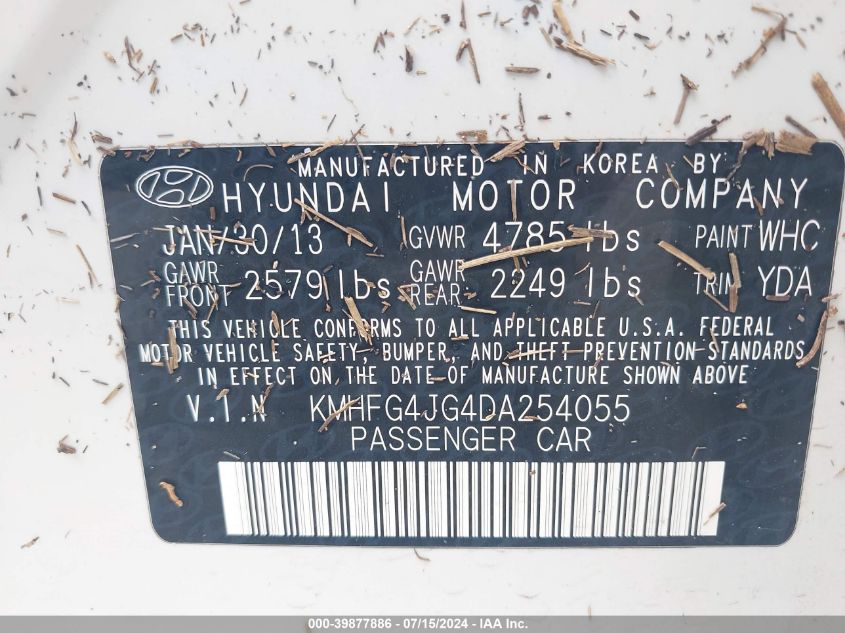 MANUFACTURED IN KOREA BY
HYUNDAI MOTOR COMPANY
JAN/30/13 GVWR 4785 lbs PAINT WHC
GAWR FRONT 2579 lbs GAWR REAR 2249 lbs TRIM YDA
THIS VEHICLE CONFORMS TO ALL APPLICABLE U.S.A. FEDERAL
MOTOR VEHICLE SAFETY, BUMPER, AND THEFT PREVENTION STANDARDS
IN EFFECT ON THE DATE OF MANUFACTURE SHOWN ABOVE
V.I.N KMHFG4JG4DA254055
PASSENGER CAR
000-39877886 - 07/15/2024 - IAA Inc.